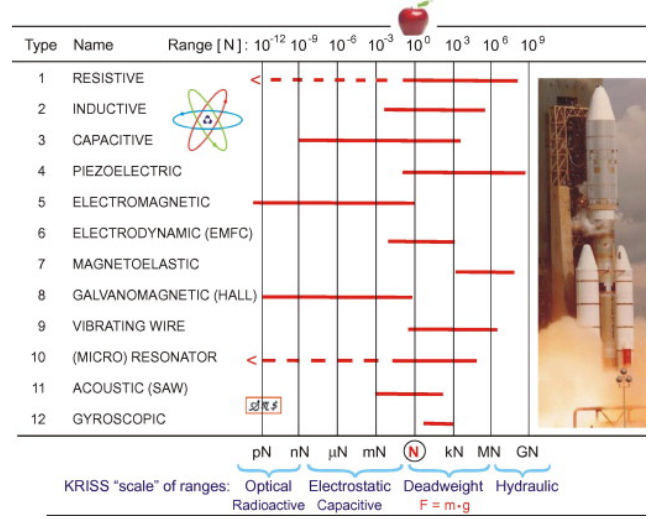 Type Name Range [ N ] : 10-12 10-9 10-6 10-3 100 103 106 109
1 RESISTIVE
2 INDUCTIVE
3 CAPACITIVE
4 PIEZOELECTRIC
5 ELECTROMAGNETIC
6 ELECTRODYNAMIC (EMFC)
7 MAGNETOELASTIC
8 GALVANOMAGNETIC (HALL)
9 VIBRATING WIRE
10 (MICRO) RESONATOR
11 ACOUSTIC (SAW)
12 GYROSCOPIC
pN nN μN mN N kN MN GN
KRISS “scale” of ranges: Optical Electrostatic Deadweight Hydraulic
Radioactive Capacitive F = m•g